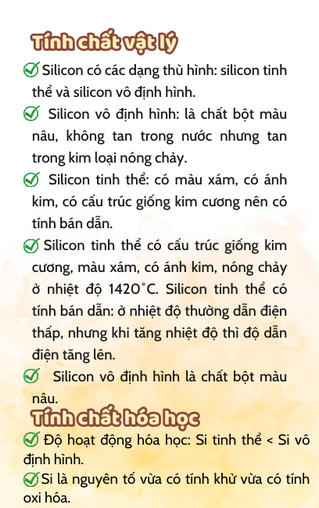 Tính chất vật lý
Silicon có các dạng thù hình: silicon tinh
thể và silicon vô định hình.
Silicon vô định hình: là chất bột màu
nâu, không tan trong nước nhưng tan
trong kim loại nóng chảy.
Silicon tinh thể: có màu xám, có ánh
kim, có cấu trúc giống kim cương nên có
tính bán dẫn.
Silicon tinh thể có cấu trúc giống kim
cương, màu xám, có ánh kim, nóng chảy
ở nhiệt độ 1420°C. Silicon tinh thể có
tính bán dẫn: ở nhiệt độ thường dẫn điện
thấp, nhưng khi tăng nhiệt độ thì độ dẫn
điện tăng lên.
Silicon vô định hình là chất bột màu
nâu.
Tính chất hóa học
Độ hoạt động hóa học: Si tinh thể < Si vô
định hình.
Si là nguyên tố vừa có tính khử vừa có tính
oxi hóa.